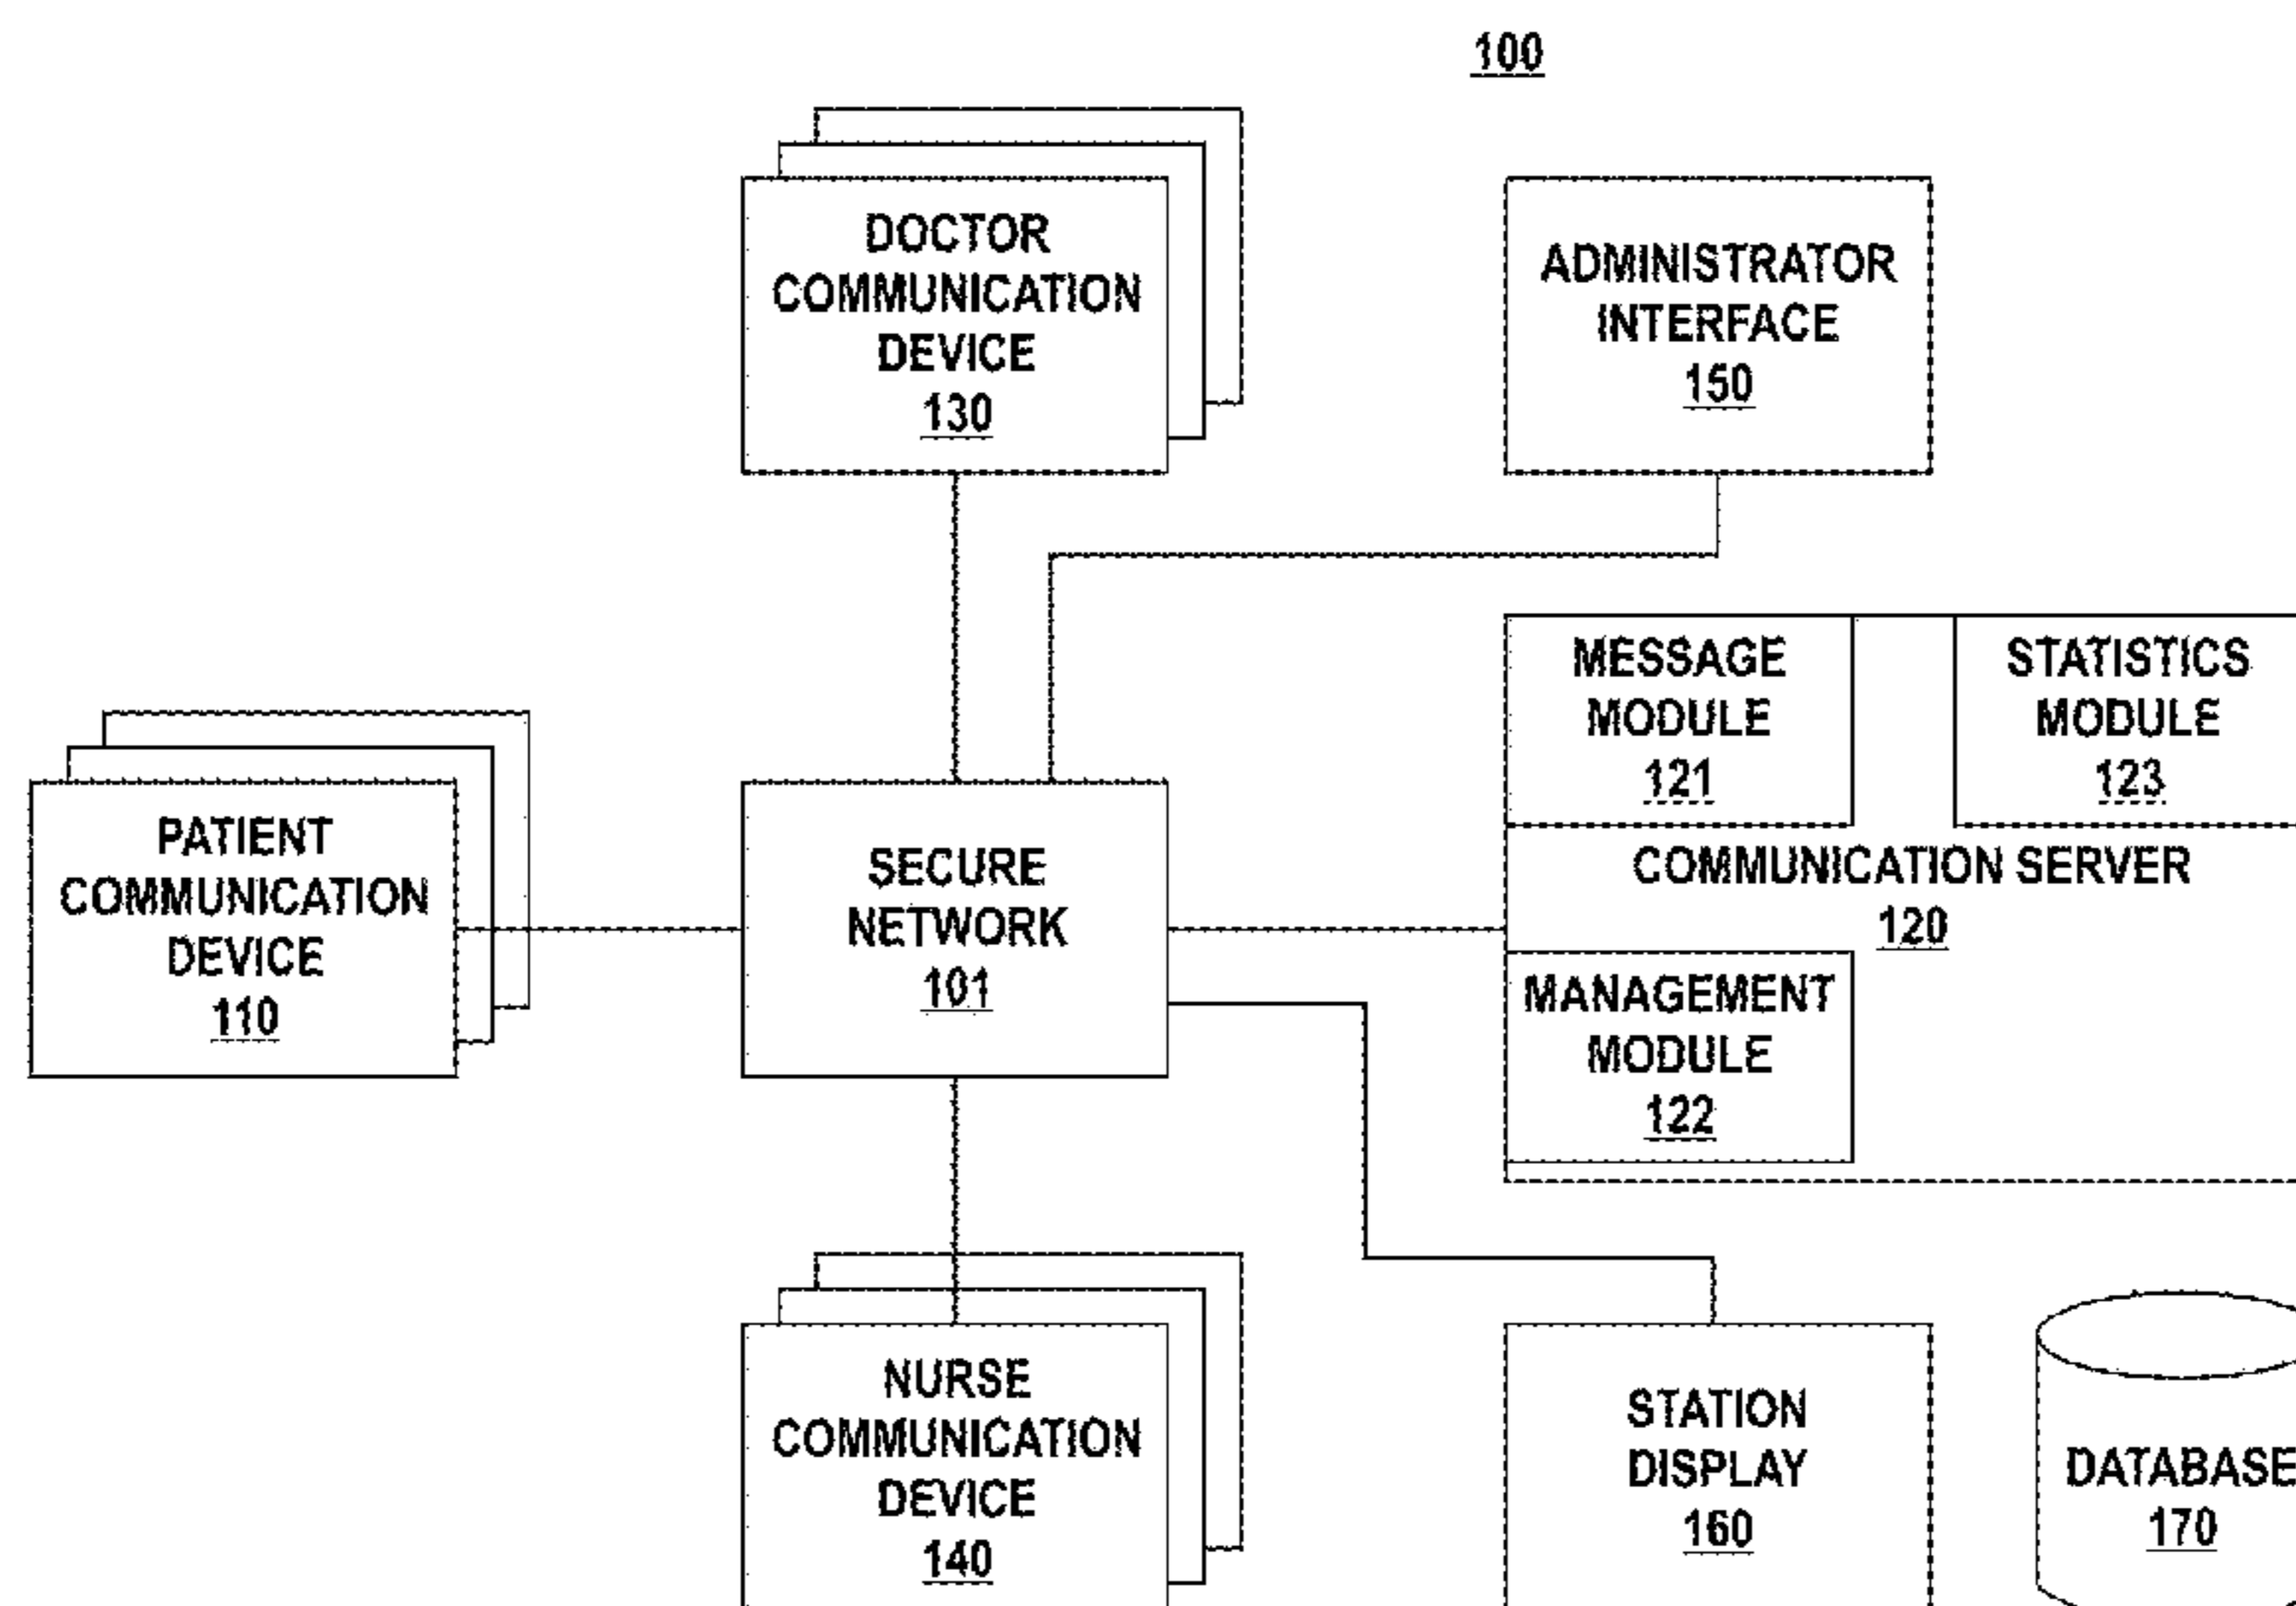 100
DOCTOR
COMMUNICATION
DEVICE
130
ADMINISTRATOR
INTERFACE
150
MESSAGE
MODULE
121
STATISTICS
MODULE
123
PATIENT
COMMUNICATION
DEVICE
110
SECURE
NETWORK
101
COMMUNICATION SERVER
120
MANAGEMENT
MODULE
122
NURSE
COMMUNICATION
DEVICE
140
STATION
DISPLAY
160
DATABASE
170